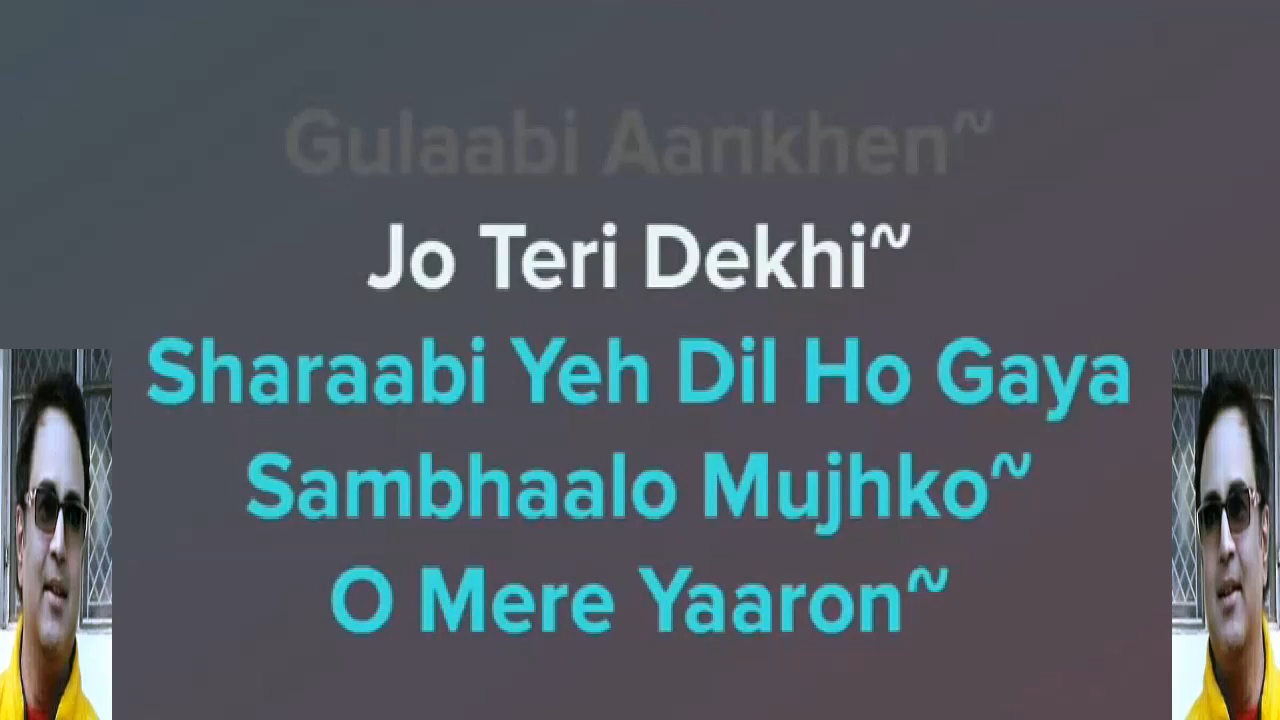 Gulaabi Aankhen~
Jo Teri Dekhi~
Sharaabi Yeh Dil Ho Gaya
Sambhaalo Mujhko~
O Mere Yaaron~